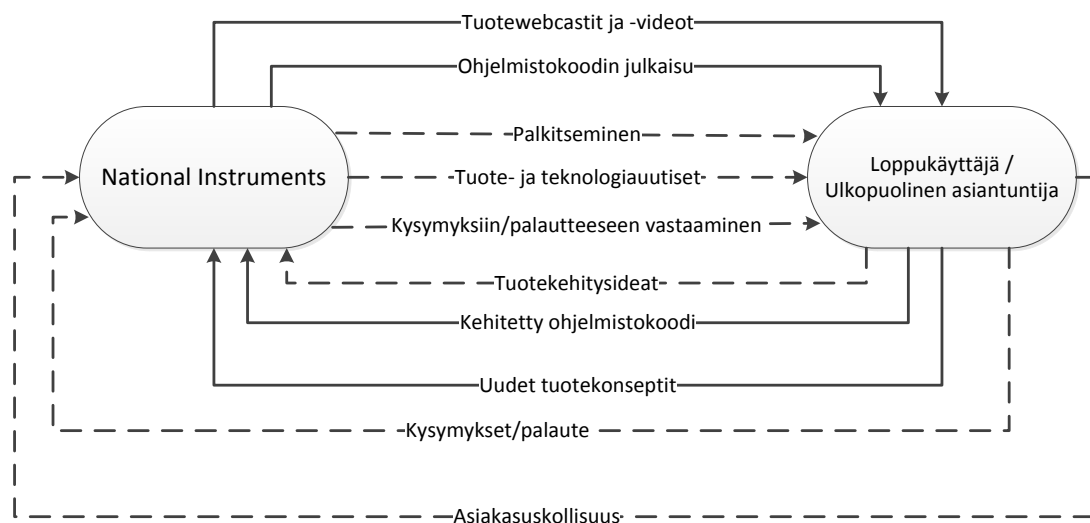 Tuotewebcastit ja -videot
Ohjelmistokoodin julkaisu
Palkitseminen
National Instruments
Tuote- ja teknologiauutiset
Loppukäyttäjä /
Ulkopuolinen asiantuntija
Kysymyksiin/palautteeseen vastaaminen
Tuotekehitysideat
Kehitetty ohjelmistokoodi
Uudet tuotekonseptit
Kysymykset/palaute
Asiakasuskollisuus